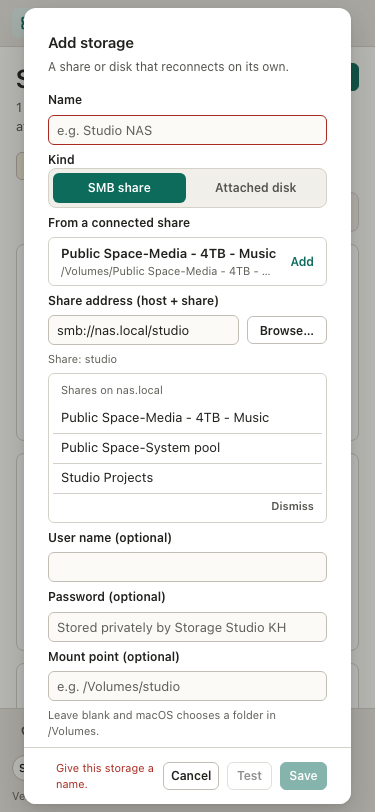 Add storage
A share or disk that reconnects on its own.
Name
e.g. Studio NAS
Kind
SMB share
Attached disk
From a connected share
Public Space-Media - 4TB - Music
/Volumes/Public Space-Media - 4TB - ...
Add
Share address (host + share)
smb://nas.local/studio
Browse...
Share: studio
Shares on nas.local
Public Space-Media - 4TB - Music
Public Space-System pool
Studio Projects
Dismiss
User name (optional)
Password (optional)
Stored privately by Storage Studio KH
Mount point (optional)
e.g. /Volumes/studio
Leave blank and macOS chooses a folder in
/Volumes.
Give this storage a
name.
Cancel
Test
Save